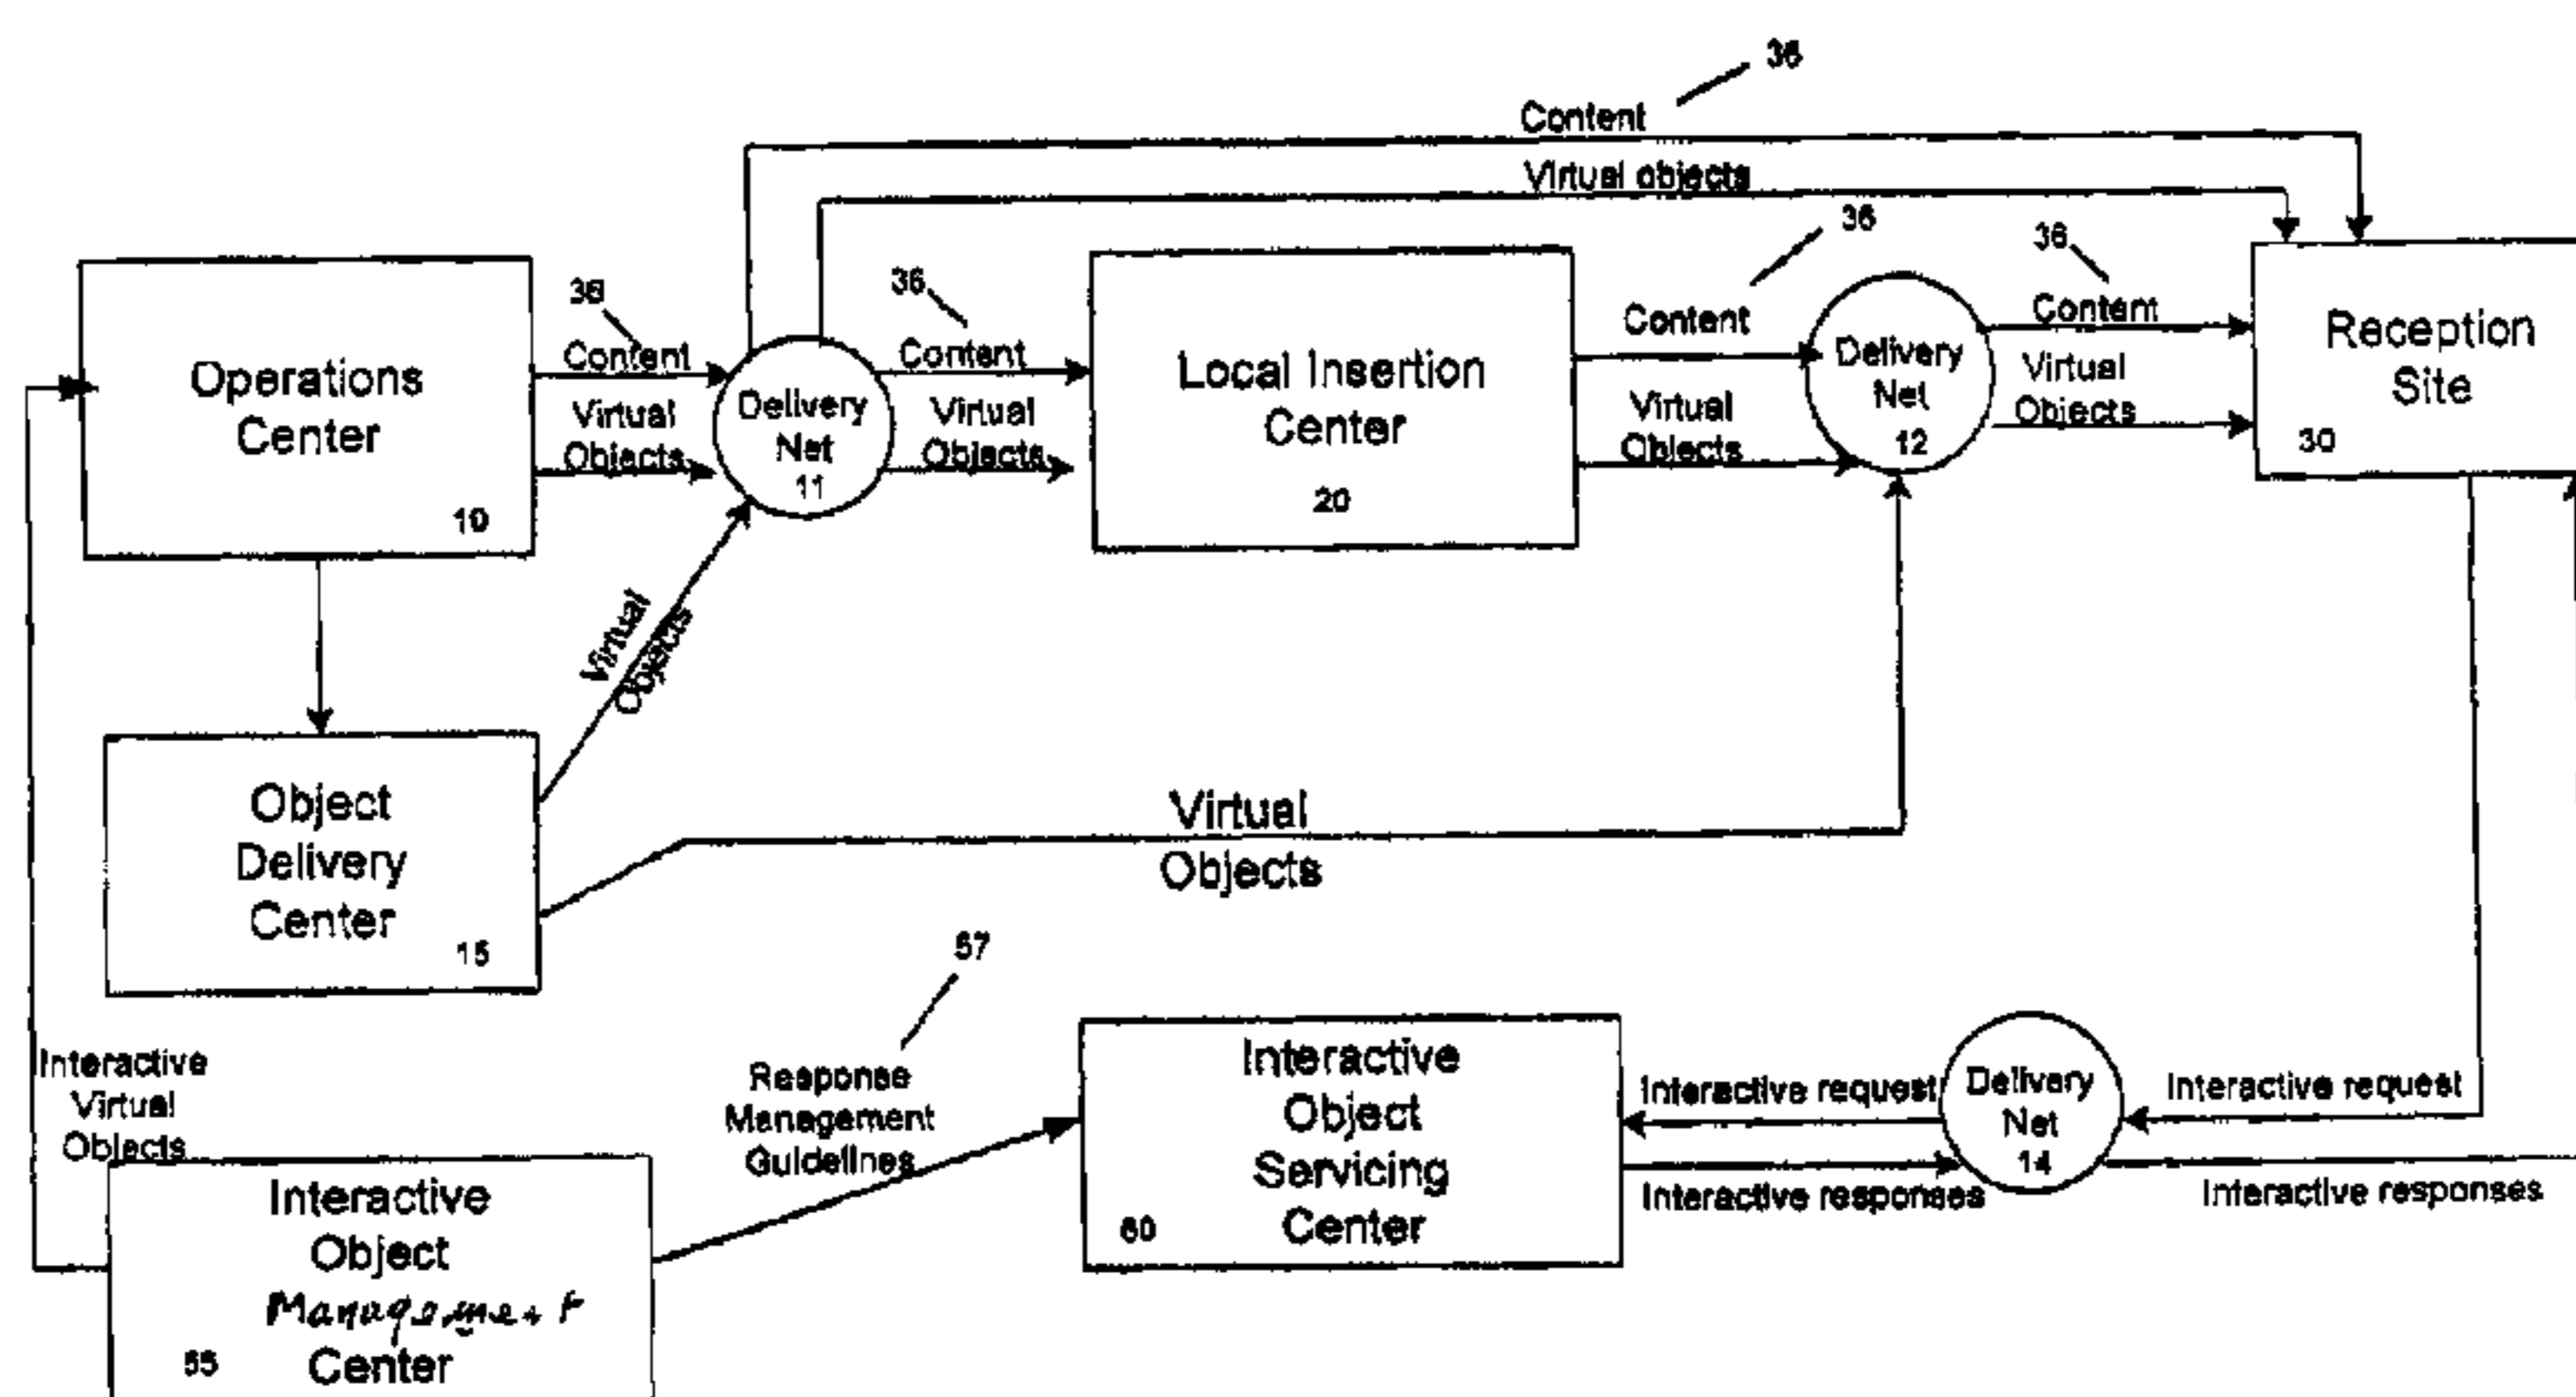 36
Content
Virtual objects
36
36
36
36
Content
Virtual
Objects
Content
Virtual
Objects
Content
Virtual
Objects
Content
Virtual
Objects
Operations
Center
10
Delivery
Net
11
Local Insertion
Center
20
Delivery
Net
12
Reception
Site
30
Virtual
Objects
Object
Delivery
Center
15
Virtual
Objects
57
Interactive
Virtual
Objects
Response
Management
Guidelines
Interactive
Object
Servicing
Center
60
Interactive request
Delivery
Net
14
Interactive request
Interactive responses
Interactive responses
Interactive
Object
Management
Center
55